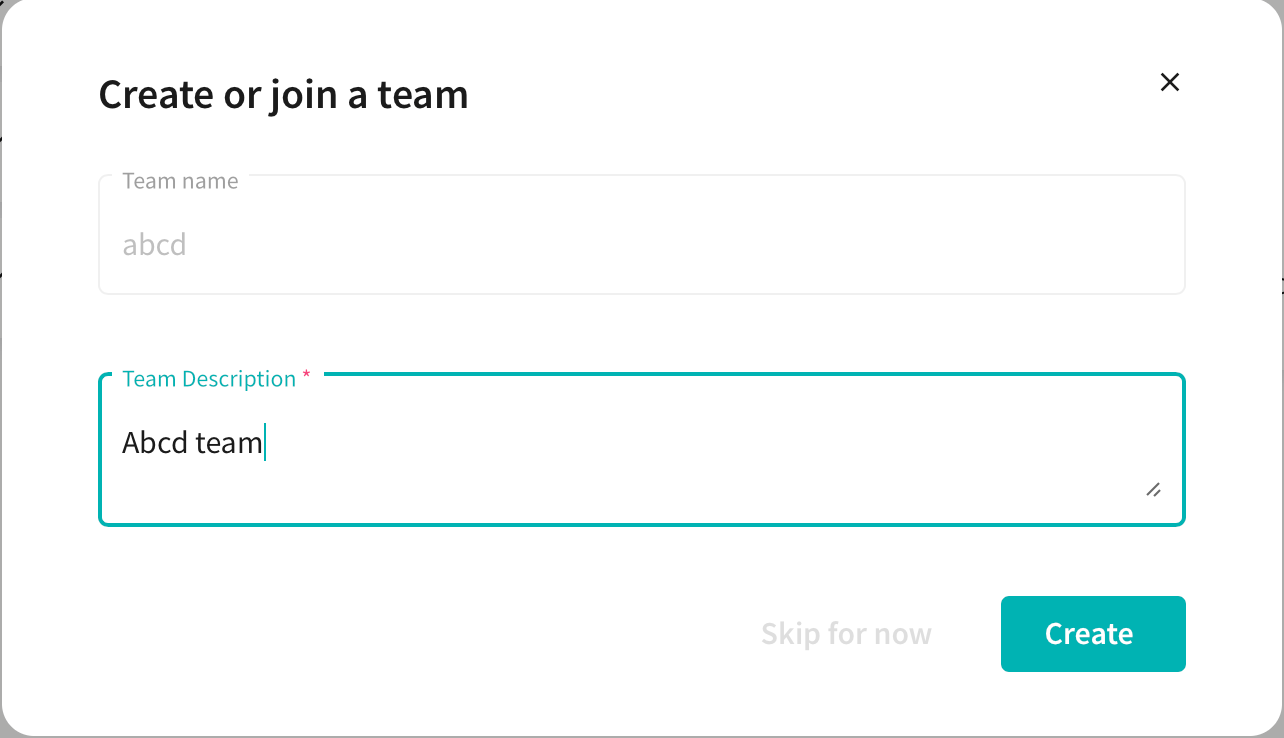 Create or join a team
Team name
abcd
Team Description *
Abcd team
Skip for now
Create